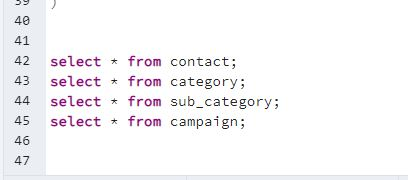 39 )
40
41
42 select * from contact;
43 select * from category;
44 select * from sub_category;
45 select * from campaign;
46
47